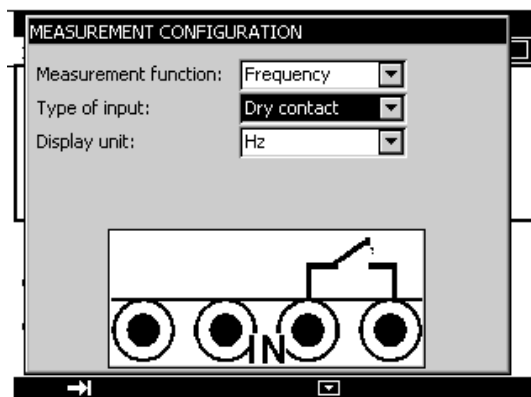 MEASUREMENT CONFIGURATION
Measurement function: Frequency
Type of input: Dry contact
Display unit: Hz
IN